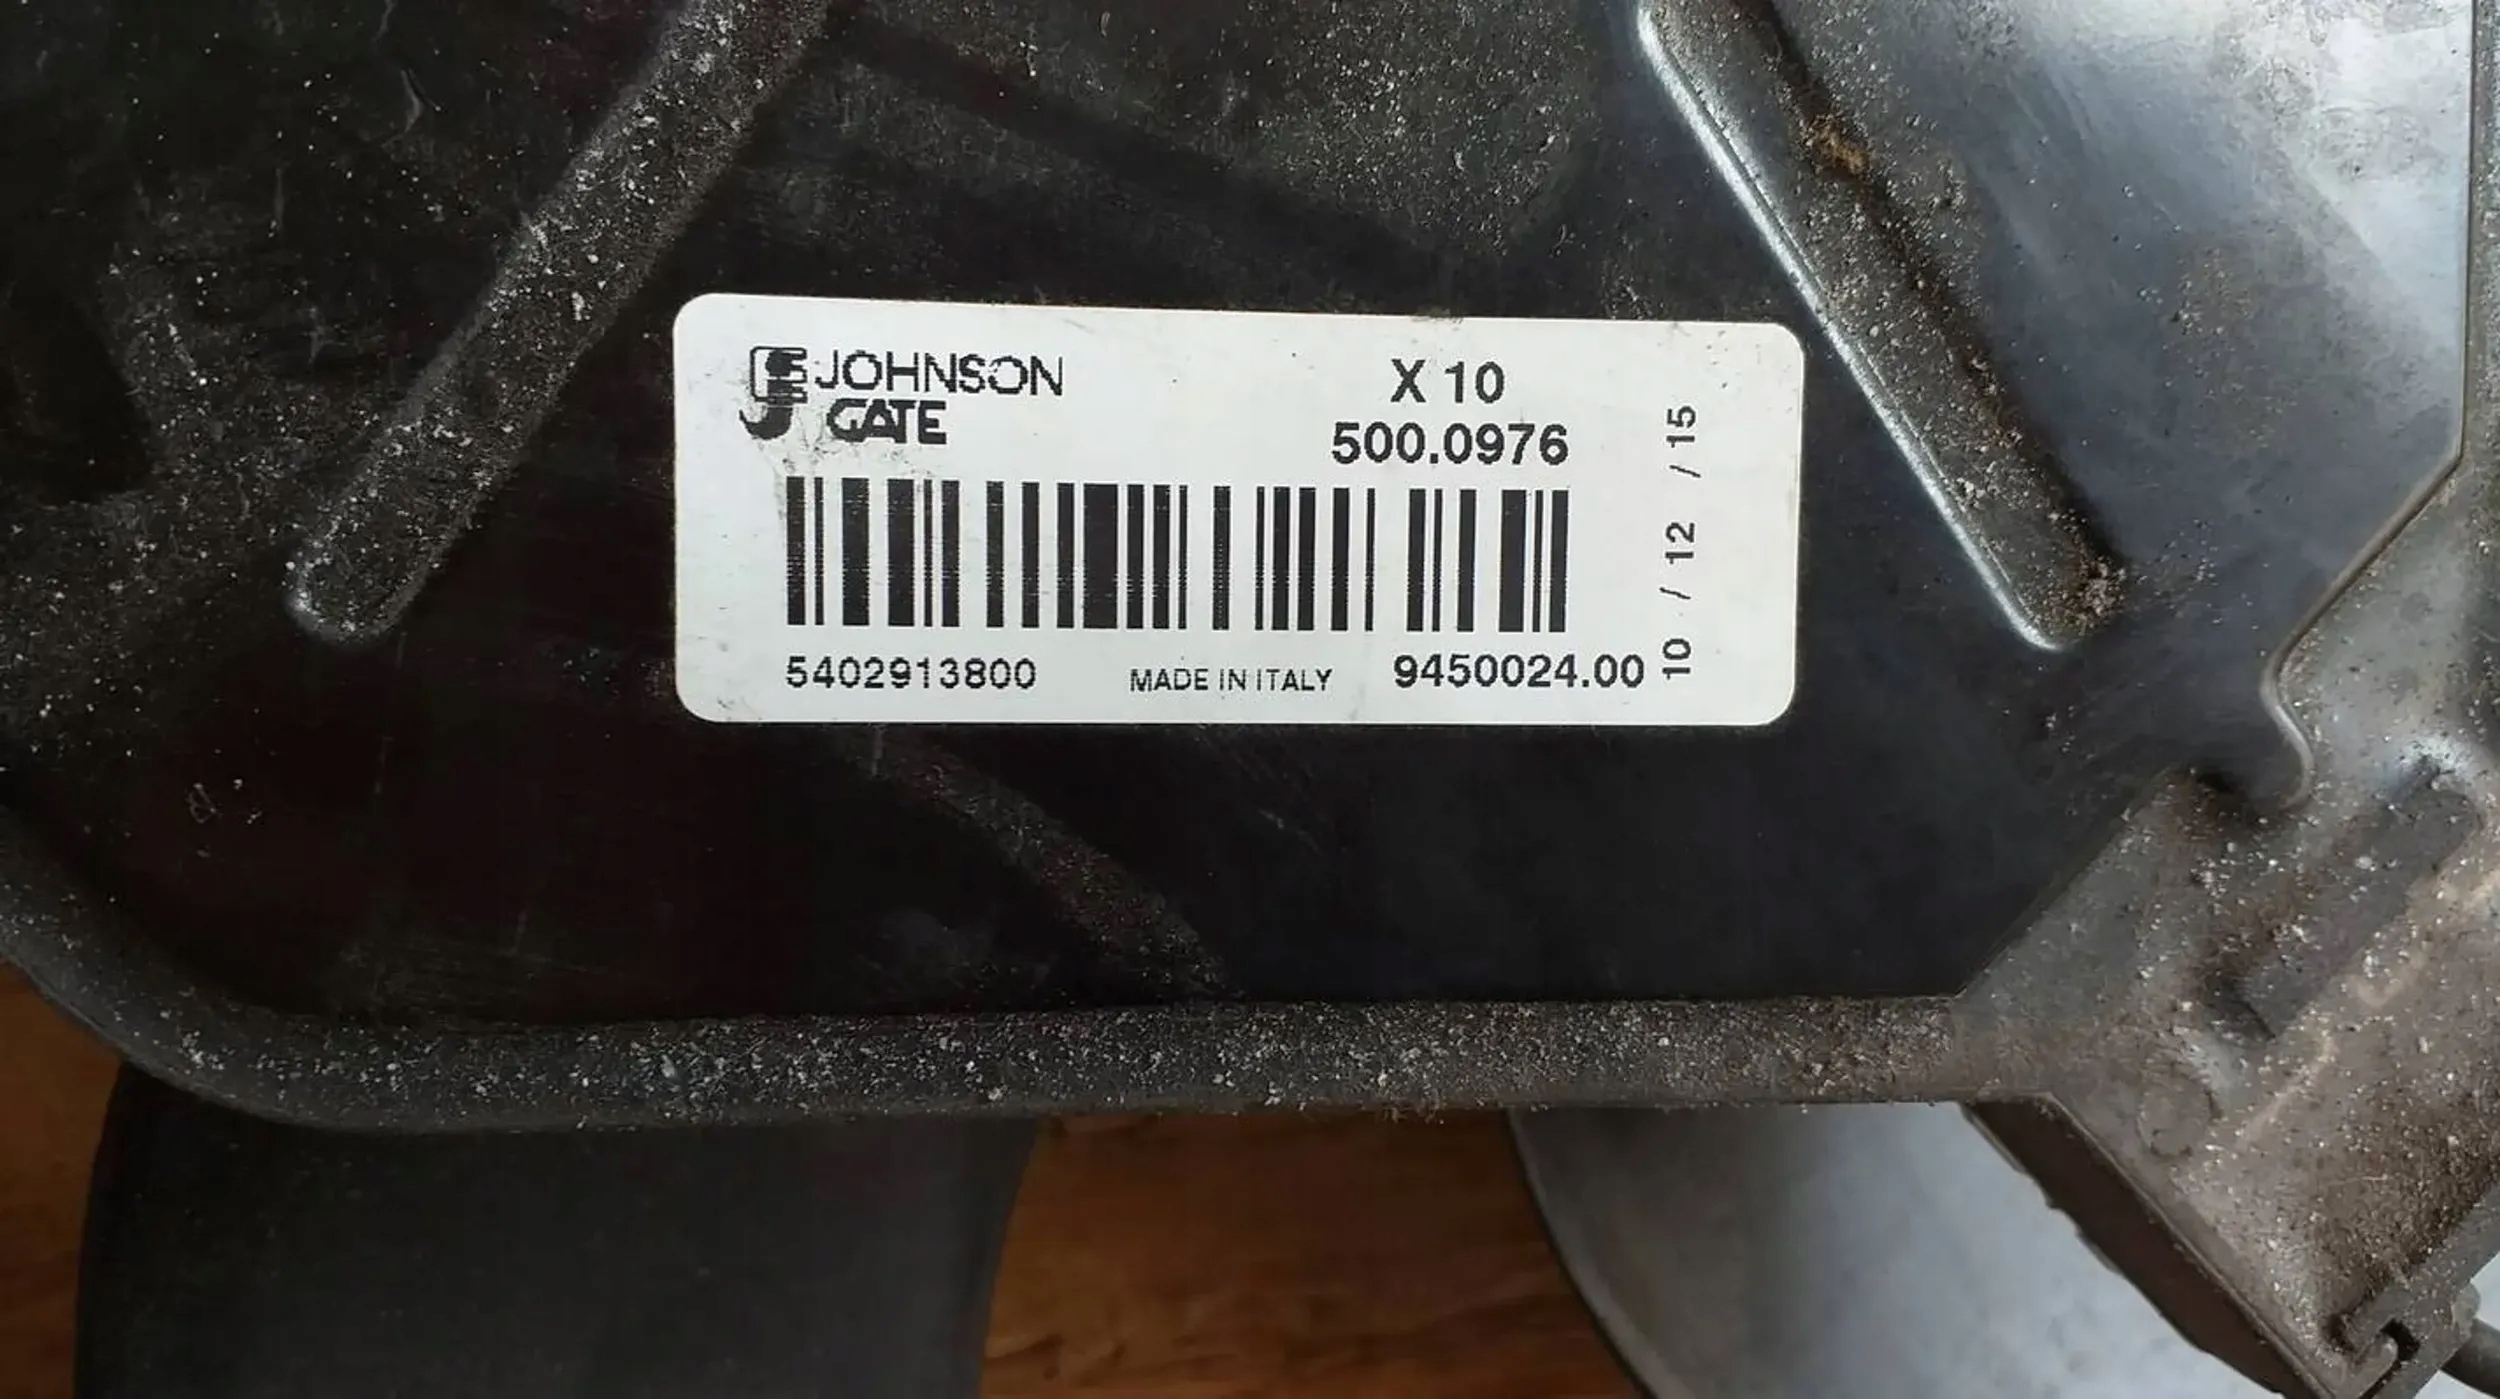 JOHNSON
GATE
X 10
500.0976
5402913800
MADE IN ITALY
9450024.00
10 / 12 / 15